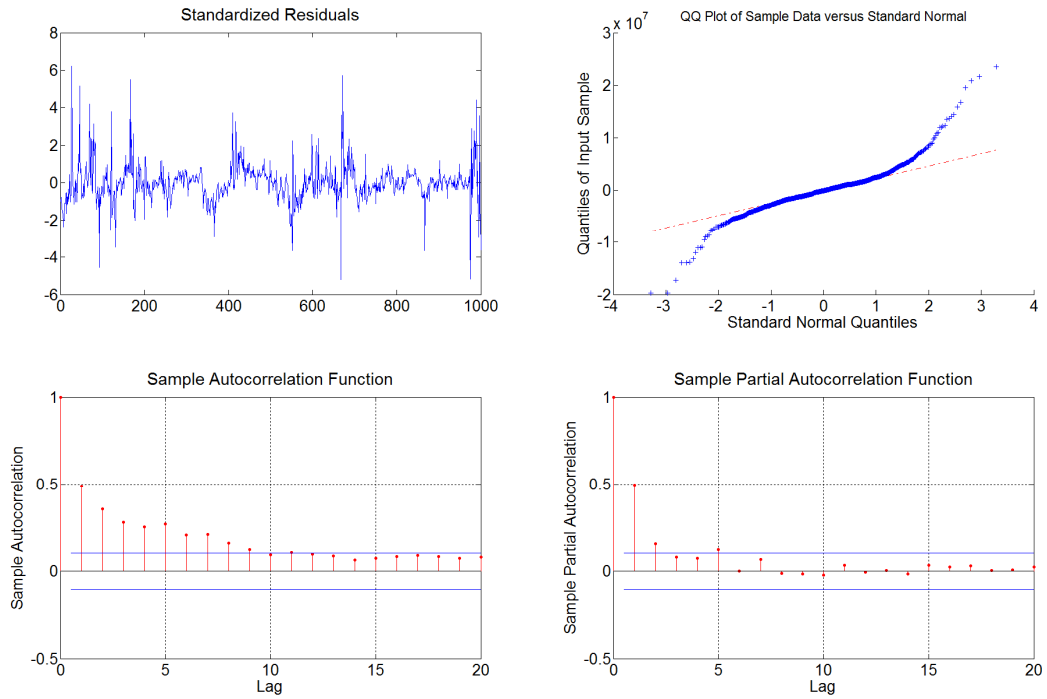 Standardized Residuals
8
6
4
2
0
-2
-4
-6
0 200 400 600 800 1000
QQ Plot of Sample Data versus Standard Normal
x 10^7
3
2
1
0
-1
-2
Quantiles of Input Sample
-4 -3 -2 -1 0 1 2 3 4
Standard Normal Quantiles
Sample Autocorrelation Function
1
0.5
0
-0.5
Sample Autocorrelation
0 5 10 15 20
Lag
Sample Partial Autocorrelation Function
1
0.5
0
-0.5
Sample Partial Autocorrelation
0 5 10 15 20
Lag